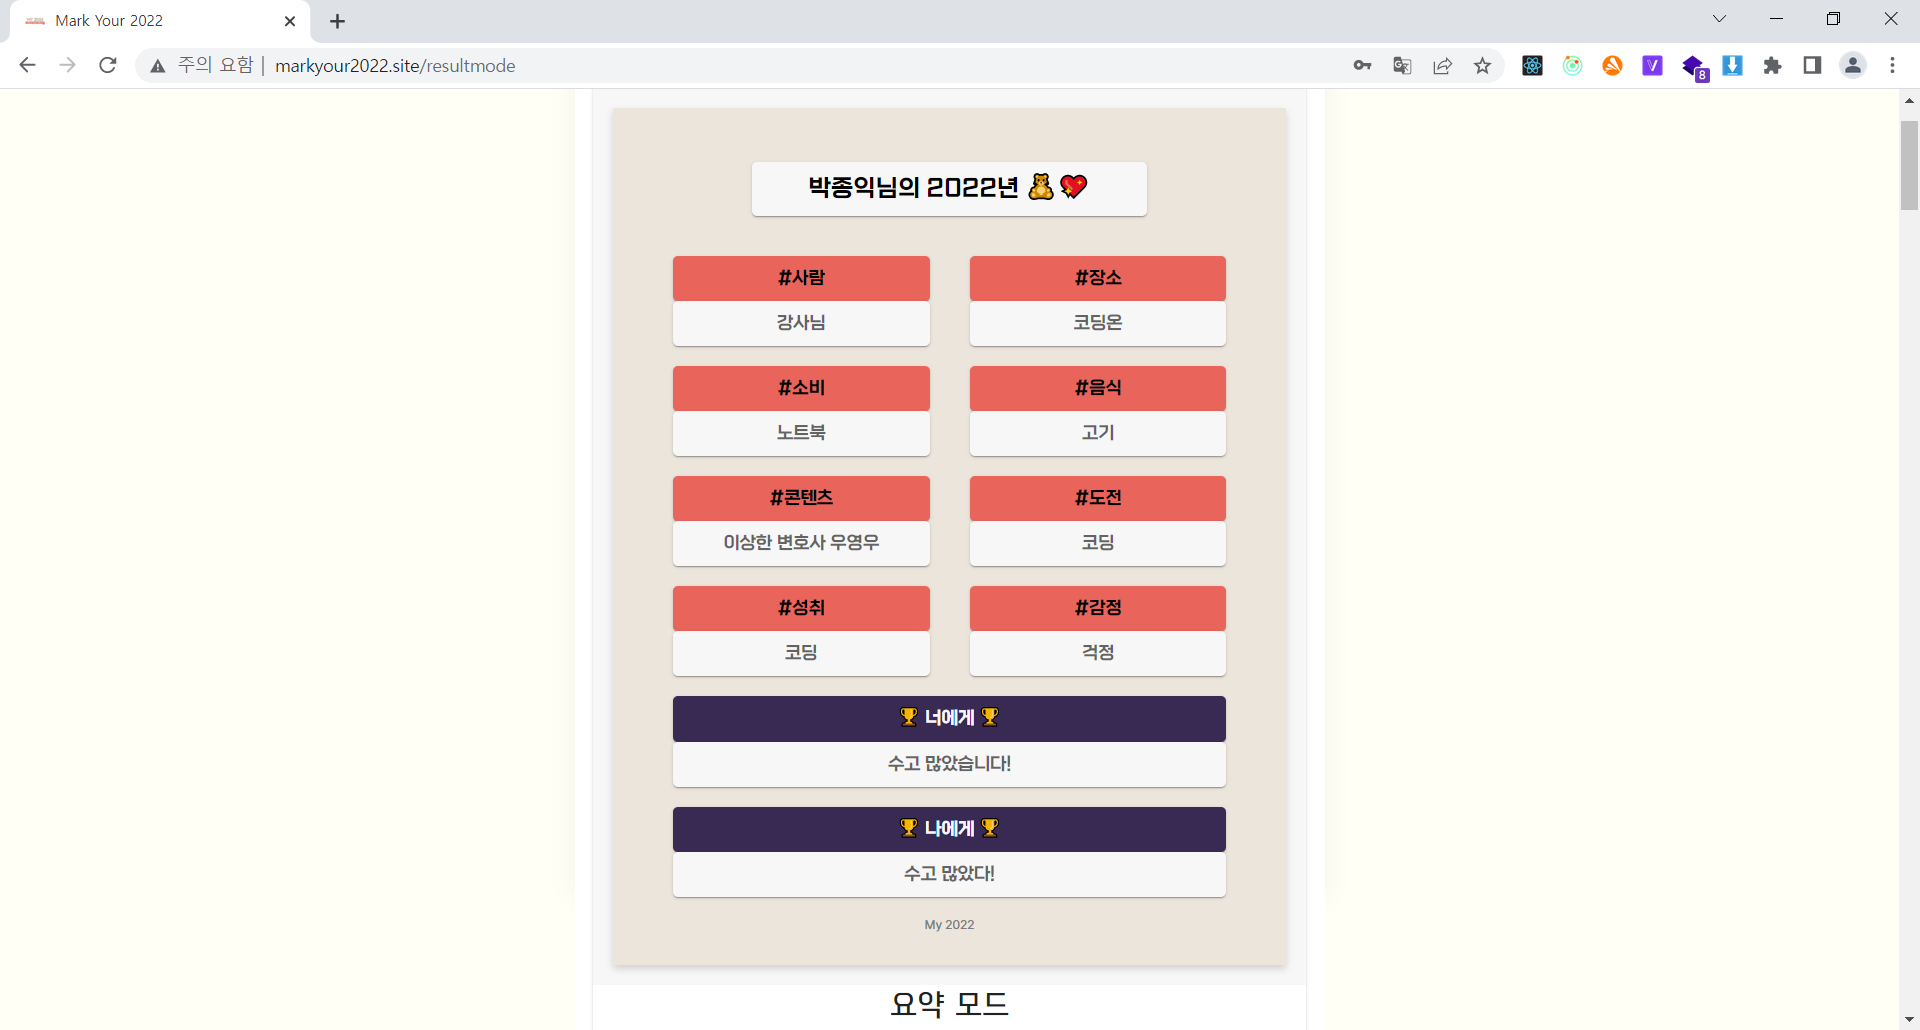 Mark Your 2022
주의 요함 | markyour2022.site/resultmode
8
박종익님의 2022년 🧸💖
#사람
강사님
#장소
코딩온
#소비
노트북
#음식
고기
#콘텐츠
이상한 변호사 우영우
#도전
코딩
#성취
코딩
#감정
걱정
🏆 너에게 🏆
수고 많았습니다!
🏆 나에게 🏆
수고 많았다!
My 2022
요약 모드